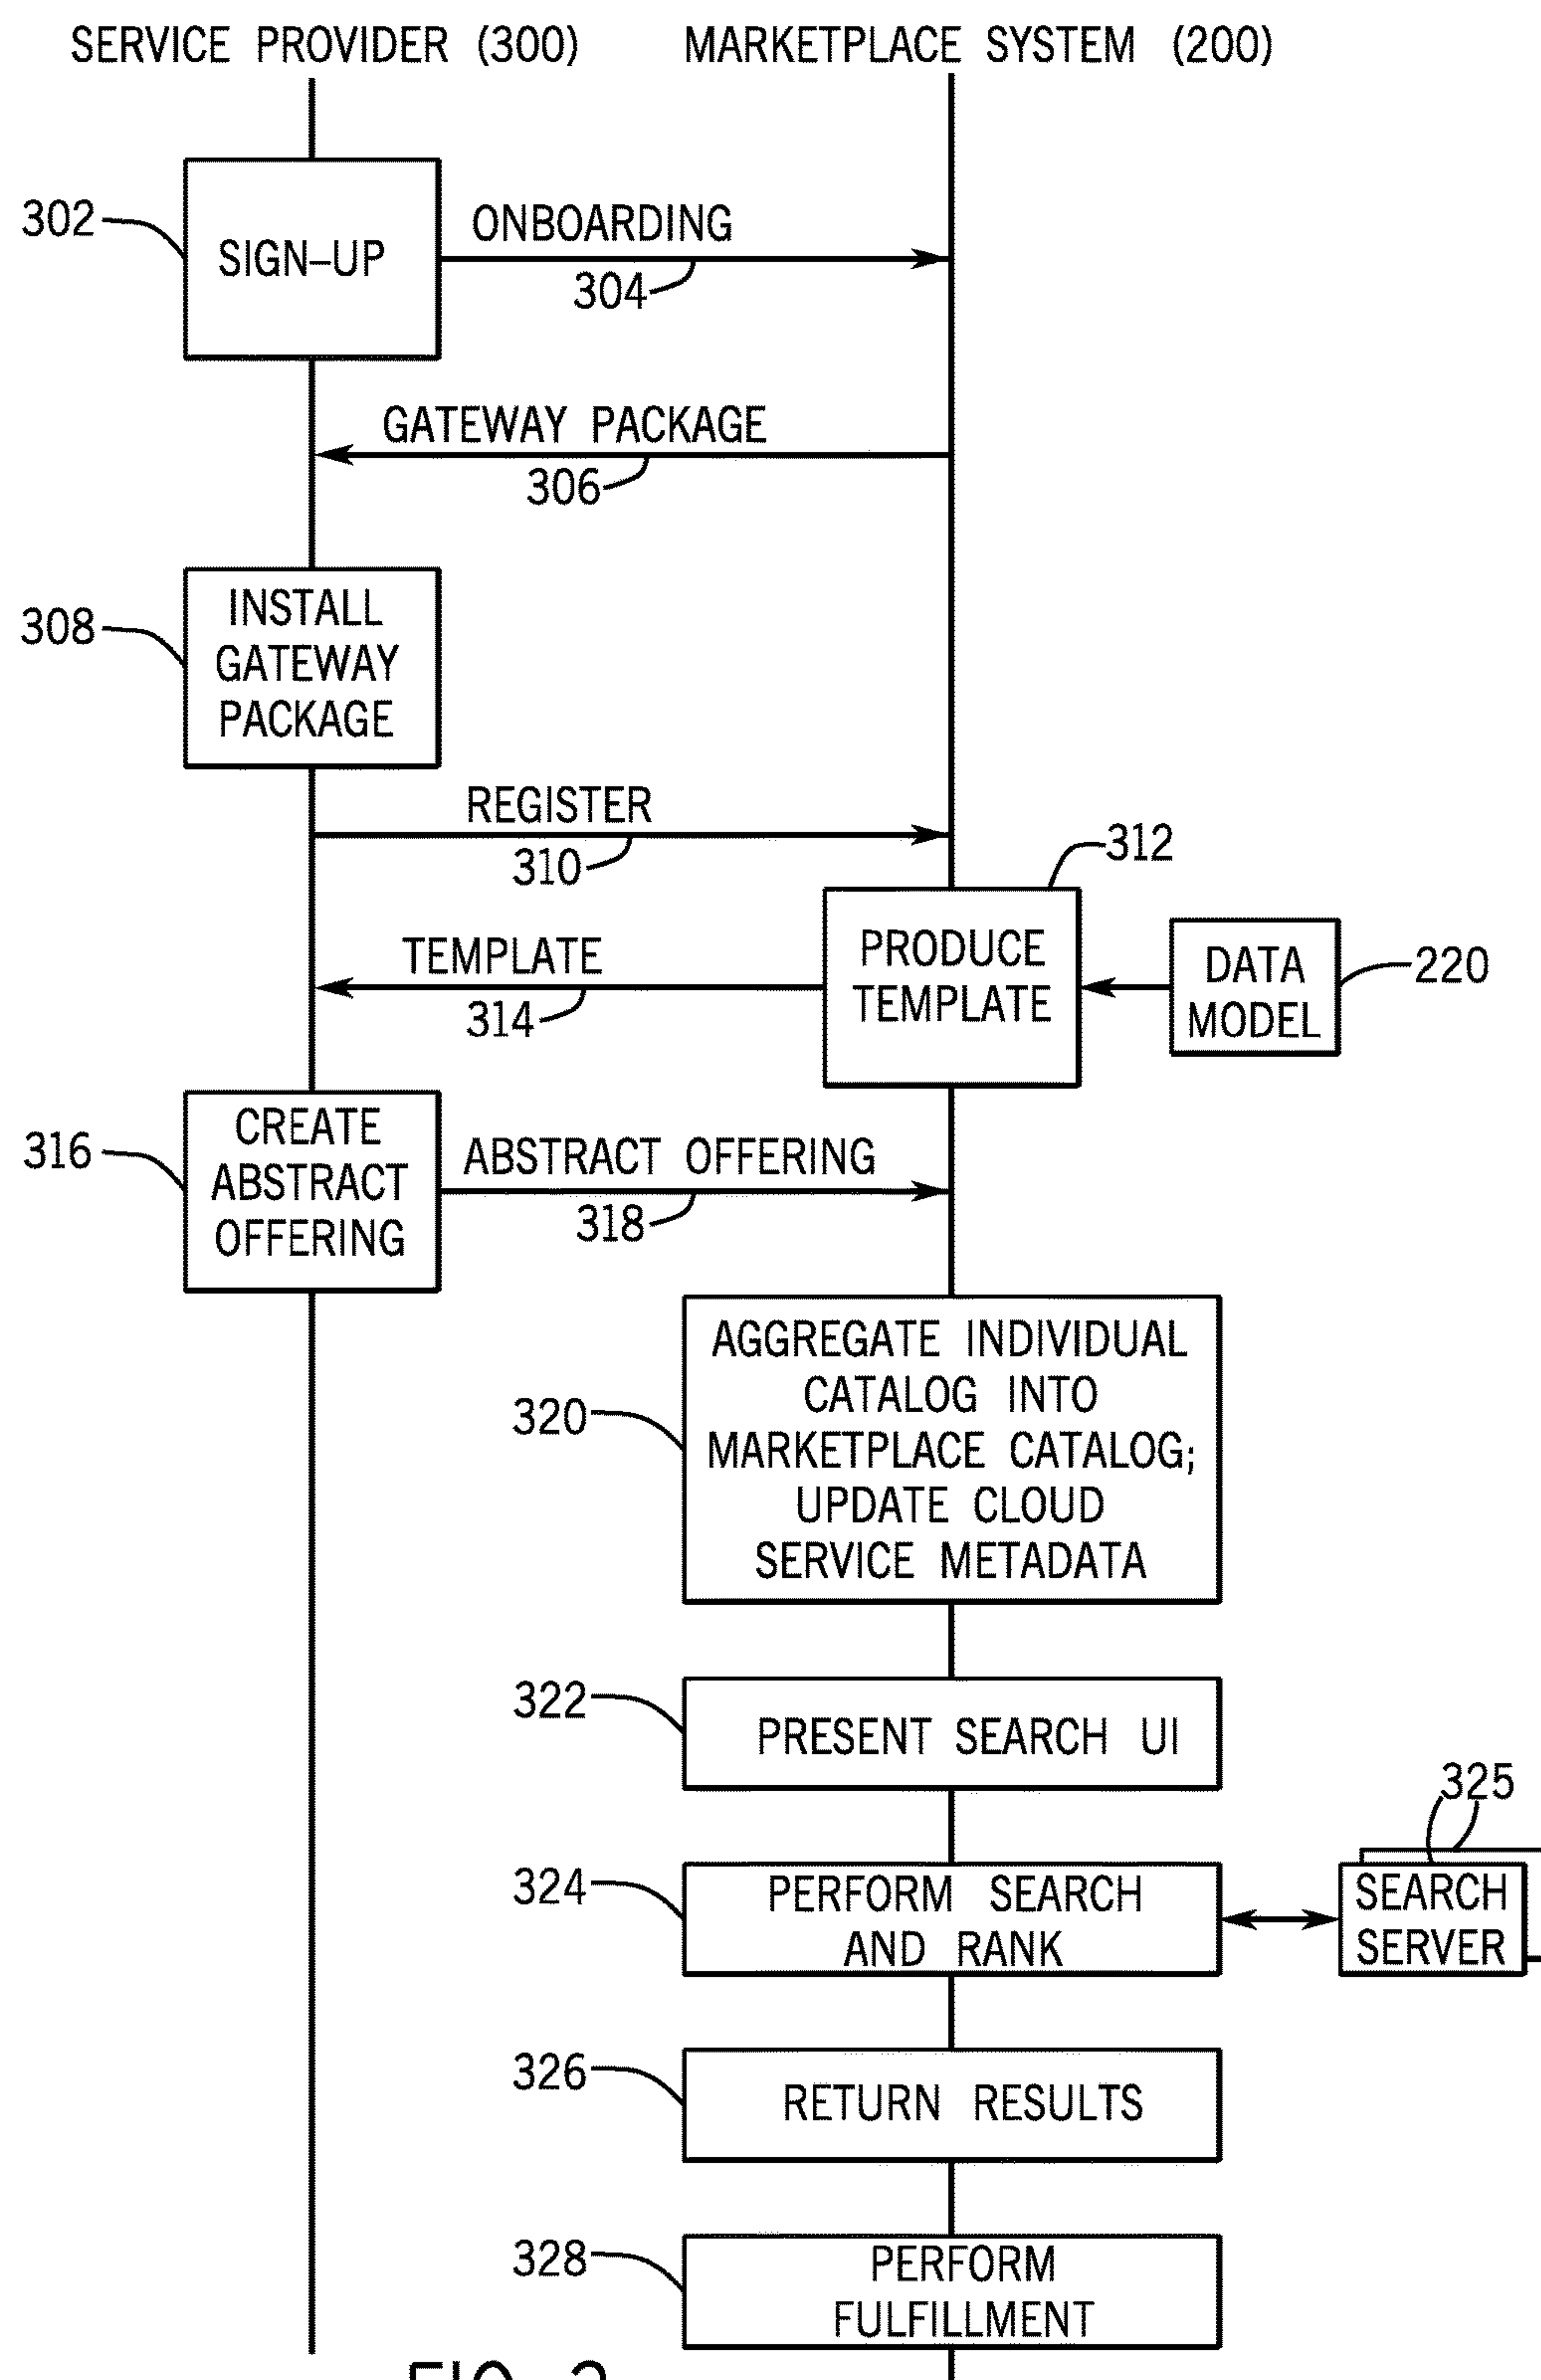 SERVICE PROVIDER (300)
MARKETPLACE SYSTEM (200)
302
SIGN–UP
ONBOARDING
304
GATEWAY PACKAGE
306
308
INSTALL
GATEWAY
PACKAGE
REGISTER
310
312
PRODUCE
TEMPLATE
DATA
MODEL
220
TEMPLATE
314
316
CREATE
ABSTRACT
OFFERING
ABSTRACT OFFERING
318
320
AGGREGATE INDIVIDUAL
CATALOG INTO
MARKETPLACE CATALOG;
UPDATE CLOUD
SERVICE METADATA
322
PRESENT SEARCH UI
325
324
PERFORM SEARCH
AND RANK
SEARCH
SERVER
326
RETURN RESULTS
328
PERFORM
FULFILLMENT